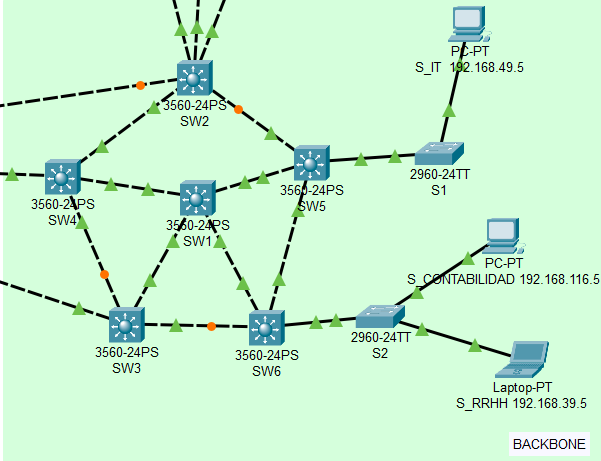 PC-PT
S_IT 192.168.49.5
3560-24PS
SW2
2960-24TT
S1
3560-24PS
SW5
3560-24PS
SW4
3560-24PS
SW1
PC-PT
S_CONTABILIDAD 192.168.116.5
3560-24PS
SW3
3560-24PS
SW6
2960-24TT
S2
Laptop-PT
S_RRHH 192.168.39.5
BACKBONE